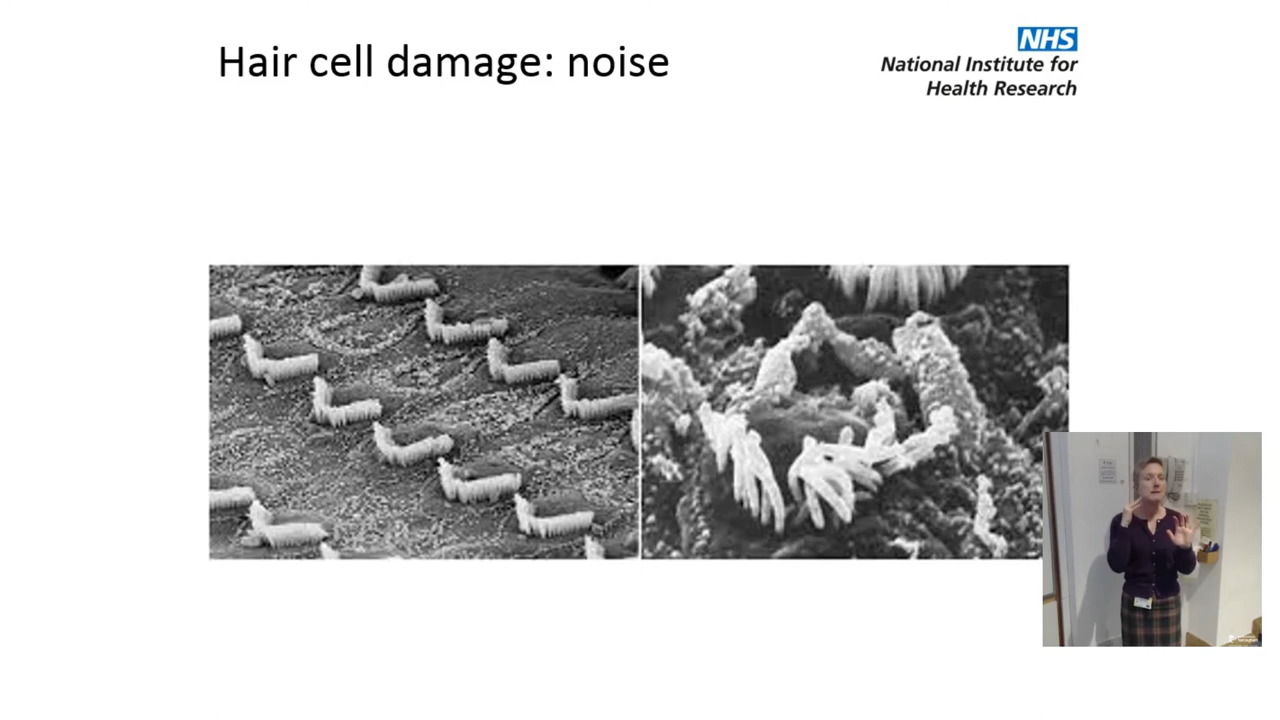 Hair cell damage: noise
NHS
National Institute for
Health Research